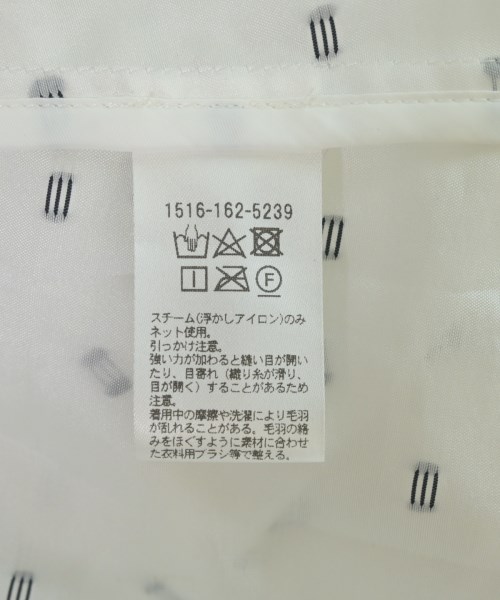 1516-162-5239
F
スチーム(浮かしアイロン)のみ
ネット使用。
引っかけ注意。
強い力が加わると縫い目が開い
たり、目寄れ(織り糸が滑り、
目が開く)することがあるため
注意。
着用中の摩擦や洗濯により毛羽
が乱れることがある。毛羽の絡
みをほぐすように素材に合わせ
た衣料用ブラシ等で整える。